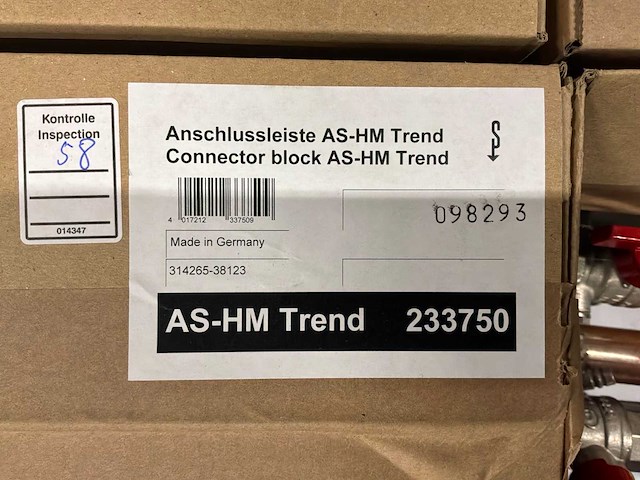 Kontrolle
Inspection
58
014347
Anschlussleiste AS-HM Trend
Connector block AS-HM Trend
4 017212 337509
098293
Made in Germany
314265-38123
AS-HM Trend 233750